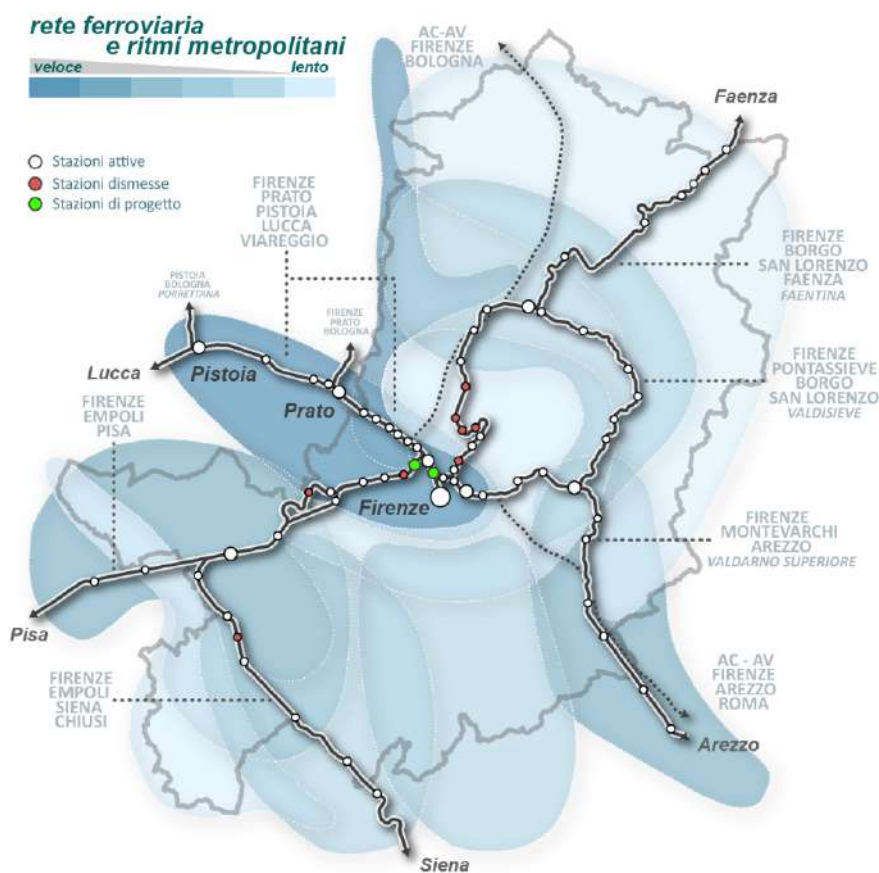 rete ferroviaria
e ritmi metropolitani
veloce
lento
Stazioni attive
Stazioni dismesse
Stazioni di progetto
AC-AV
FIRENZE
BOLOGNA
Faenza
FIRENZE
PRATO
PISTOIA
LUCCA
VIAREGGIO
FIRENZE
BORGO
SAN LORENZO
FAENZA
FAENTINA
PISTOIA
BOLOGNA
PORRETTANA
FIRENZE
PRATO
BOLOGNA
Lucca
Pistoia
Prato
FIRENZE
PONTASSIEVE
BORGO
SAN LORENZO
VALDISIEVE
FIRENZE
EMPOLI
PISA
Firenze
FIRENZE
MONTEVARCHI
AREZZO
VALDARNO SUPERIORE
Pisa
FIRENZE
EMPOLI
SIENA
CHIUSI
AC - AV
FIRENZE
AREZZO
ROMA
Arezzo
Siena